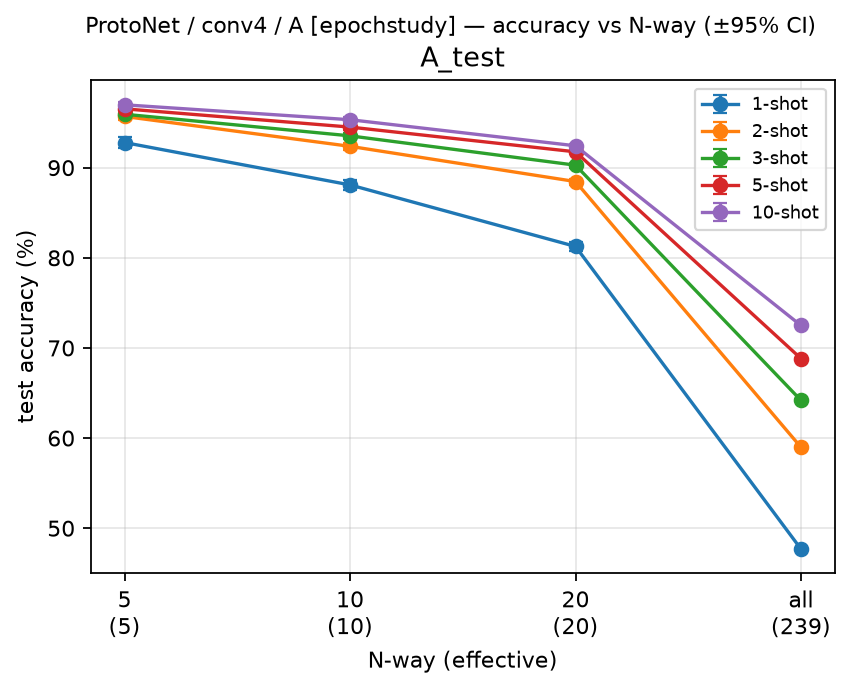 ProtoNet / conv4 / A [epochstudy] — accuracy vs N-way (±95% CI)
A_test
1-shot
2-shot
3-shot
5-shot
10-shot
test accuracy (%)
90
80
70
60
50
5 10 20 all
(5) (10) (20) (239)
N-way (effective)